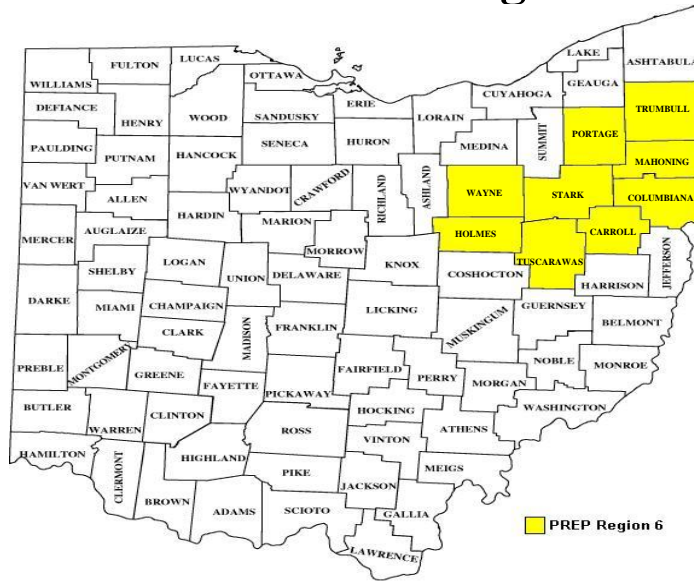 LAKE
ASHTABULA
FULTON
LUCAS
WILLIAMS
OTTAWA
GEAUGA
CUYAHOGA
DEFIANCE
ERIE
TRUMBULL
HENRY
WOOD
SANDUSKY
LORAIN
PORTAGE
PAULDING
HURON
MEDINA
SUMMIT
PUTNAM
HANCOCK
SENECA
MAHONING
VAN WERT
WYANDOT
CRAWFORD
RICHLAND
ASHLAND
WAYNE
STARK
COLUMBIANA
ALLEN
HARDIN
MARION
AUGLAIZE
HOLMES
CARROLL
MERCER
MORROW
LOGAN
KNOX
TUSCARAWAS
JEFFERSON
SHELBY
UNION
DELAWARE
COSHOCTON
HARRISON
DARKE
MIAMI
CHAMPAIGN
LICKING
GUERNSEY
MUSKINGUM
BELMONT
CLARK
MADISON
FRANKLIN
PREBLE
MONTGOMERY
GREENE
FAIRFIELD
PERRY
NOBLE
MONROE
FAYETTE
MORGAN
PICKAWAY
BUTLER
CLINTON
HOCKING
WASHINGTON
WARREN
ROSS
ATHENS
VINTON
HAMILTON
HIGHLAND
CLERMONT
PIKE
MEIGS
JACKSON
BROWN
ADAMS
SCIOTO
GALLIA
LAWRENCE
PREP Region 6